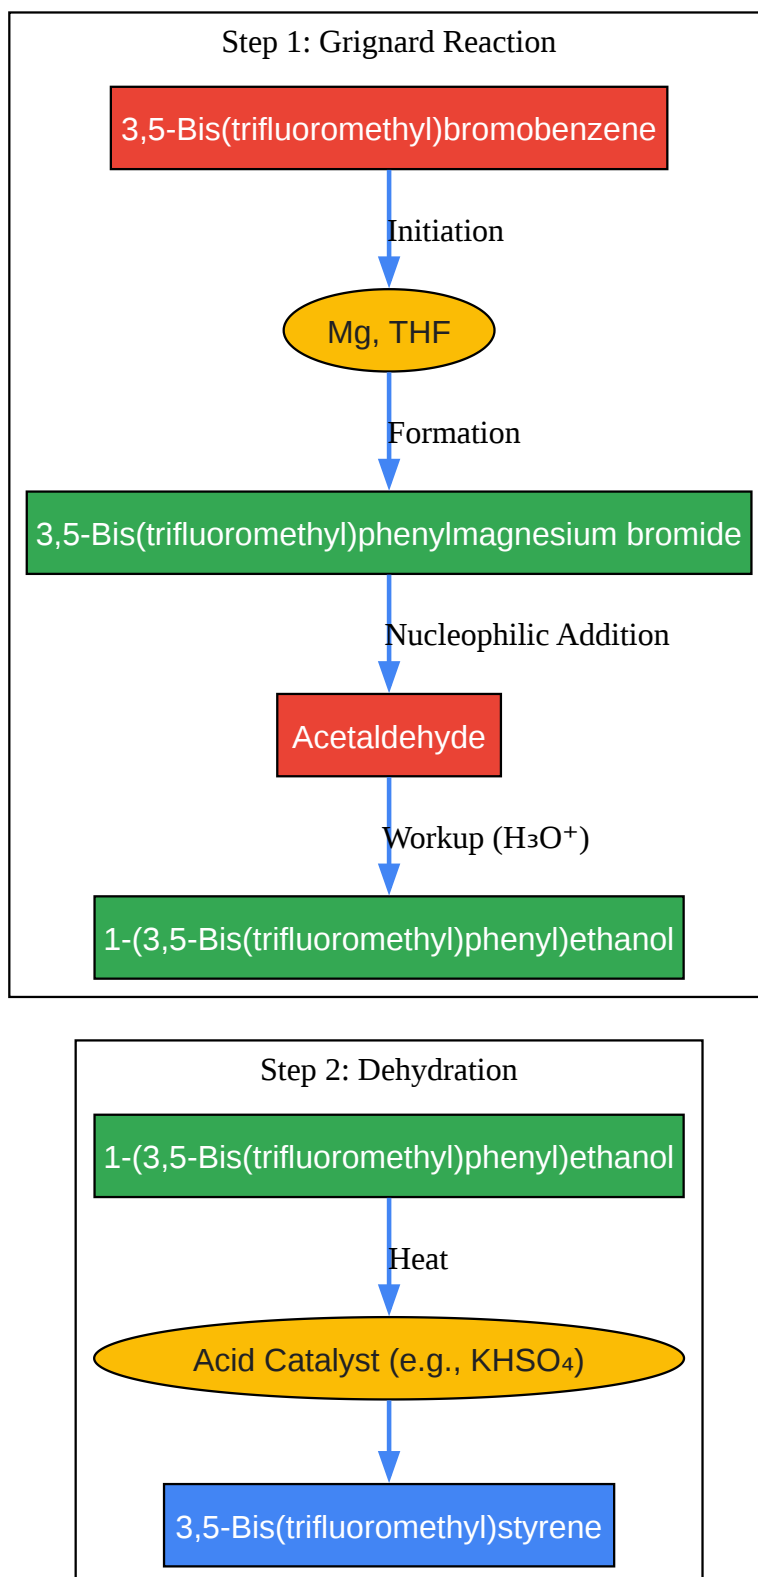 Step 1: Grignard Reaction
3,5-Bis(trifluoromethyl)bromobenzene
Initiation
Mg, THF
Formation
3,5-Bis(trifluoromethyl)phenylmagnesium bromide
Nucleophilic Addition
Acetaldehyde
Workup (H₃O⁺)
1-(3,5-Bis(trifluoromethyl)phenyl)ethanol
Step 2: Dehydration
1-(3,5-Bis(trifluoromethyl)phenyl)ethanol
Heat
Acid Catalyst (e.g., KHSO₄)
3,5-Bis(trifluoromethyl)styrene